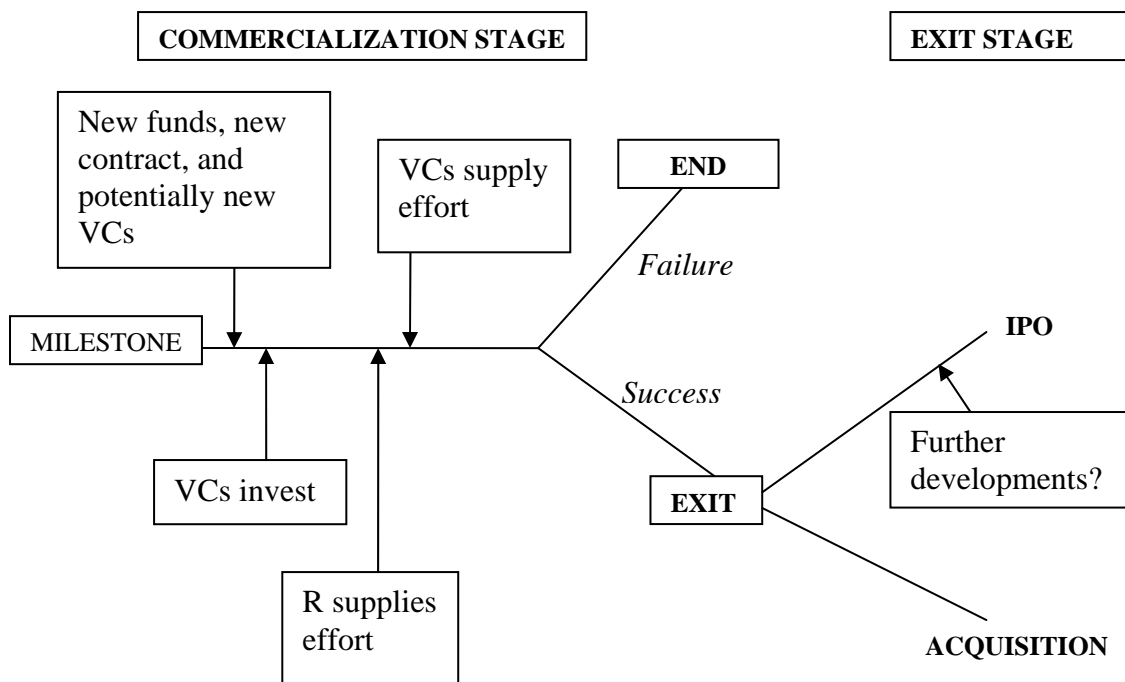 COMMERCIALIZATION STAGE
EXIT STAGE
New funds, new
contract, and
potentially new
VCs
VCs supply
effort
END
Failure
MILESTONE
IPO
Success
Further
developments?
VCs invest
EXIT
R supplies
effort
ACQUISITION